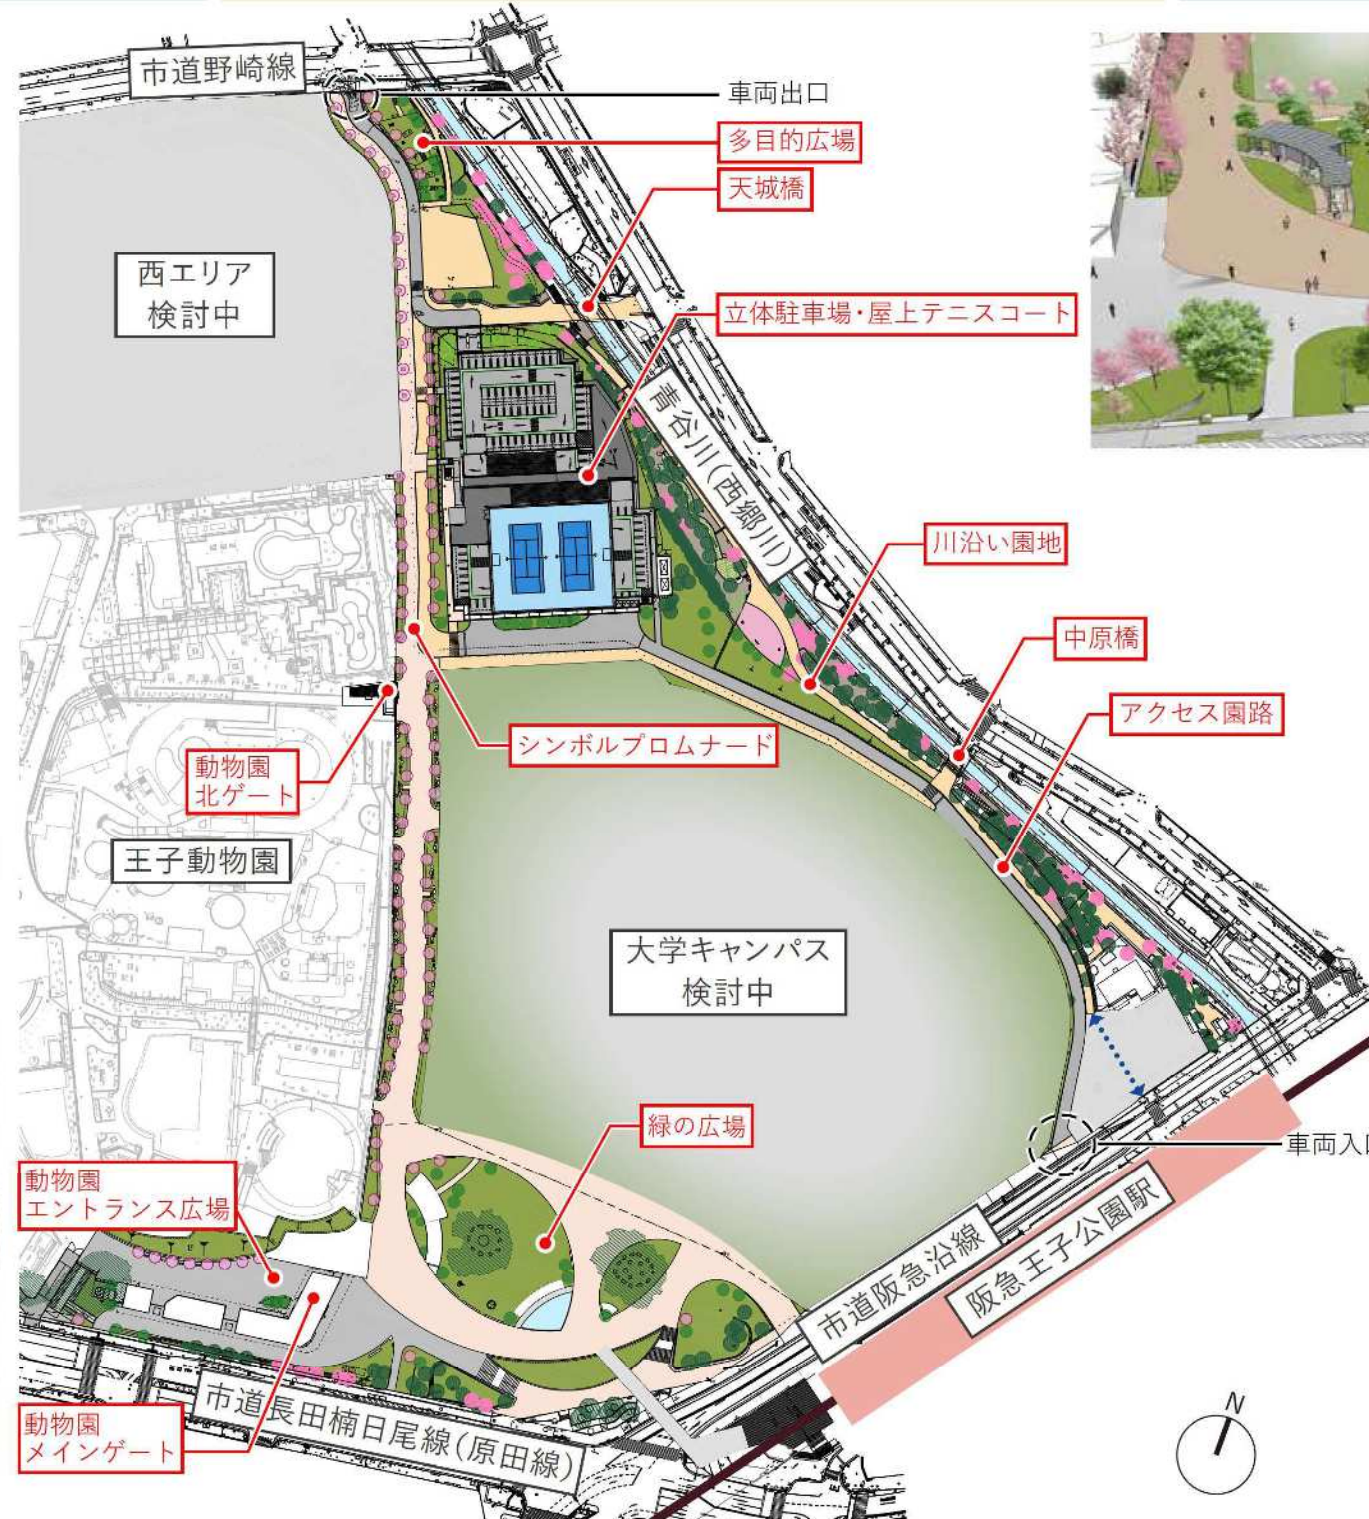 市道野崎線
車両出口
多目的広場
天城橋
西エリア
検討中
立体駐車場・屋上テニスコート
青谷川(西郷川)
川沿い園地
中原橋
アクセス園路
シンボルプロムナード
動物園
北ゲート
王子動物園
大学キャンパス
検討中
緑の広場
車両入口
動物園
エントランス広場
市道阪急沿線
阪急王子公園駅
市道長田楠日尾線(原田線)
動物園
メインゲート
N